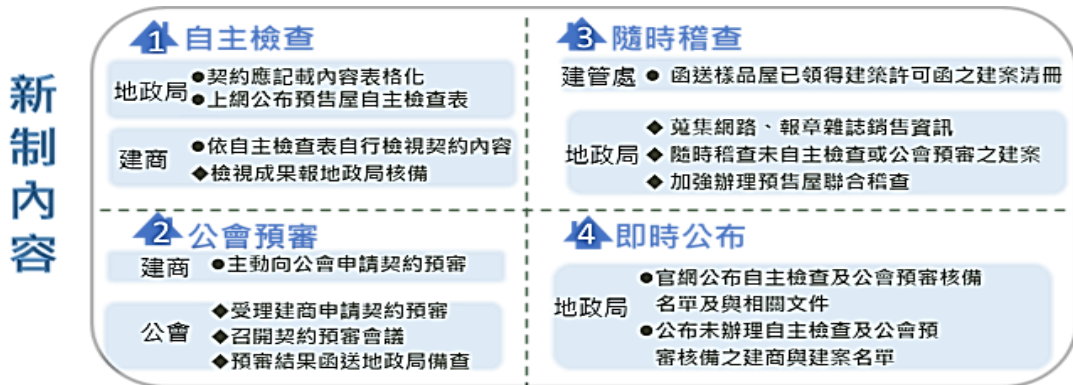 新制內容
1 自主檢查
地政局
●契約應記載內容表格化
●上網公布預售屋自主檢查表
建商
●依自主檢查表自行檢視契約內容
◆檢視成果報地政局核備
2 公會預審
建商
●主動向公會申請契約預審
公會
◆受理建商申請契約預審
◆召開契約預審會議
◆預審結果函送地政局備查
3 隨時稽查
建管處
● 函送樣品屋已領得建築許可函之建案清冊
地政局
◆ 蒐集網路、報章雜誌銷售資訊
◆ 隨時稽查未自主檢查或公會預審之建案
◆ 加強辦理預售屋聯合稽查
4 即時公布
地政局
●官網公布自主檢查及公會預審核備
名單及與相關文件
●公布未辦理自主檢查及公會預
審核備之建商與建案名單